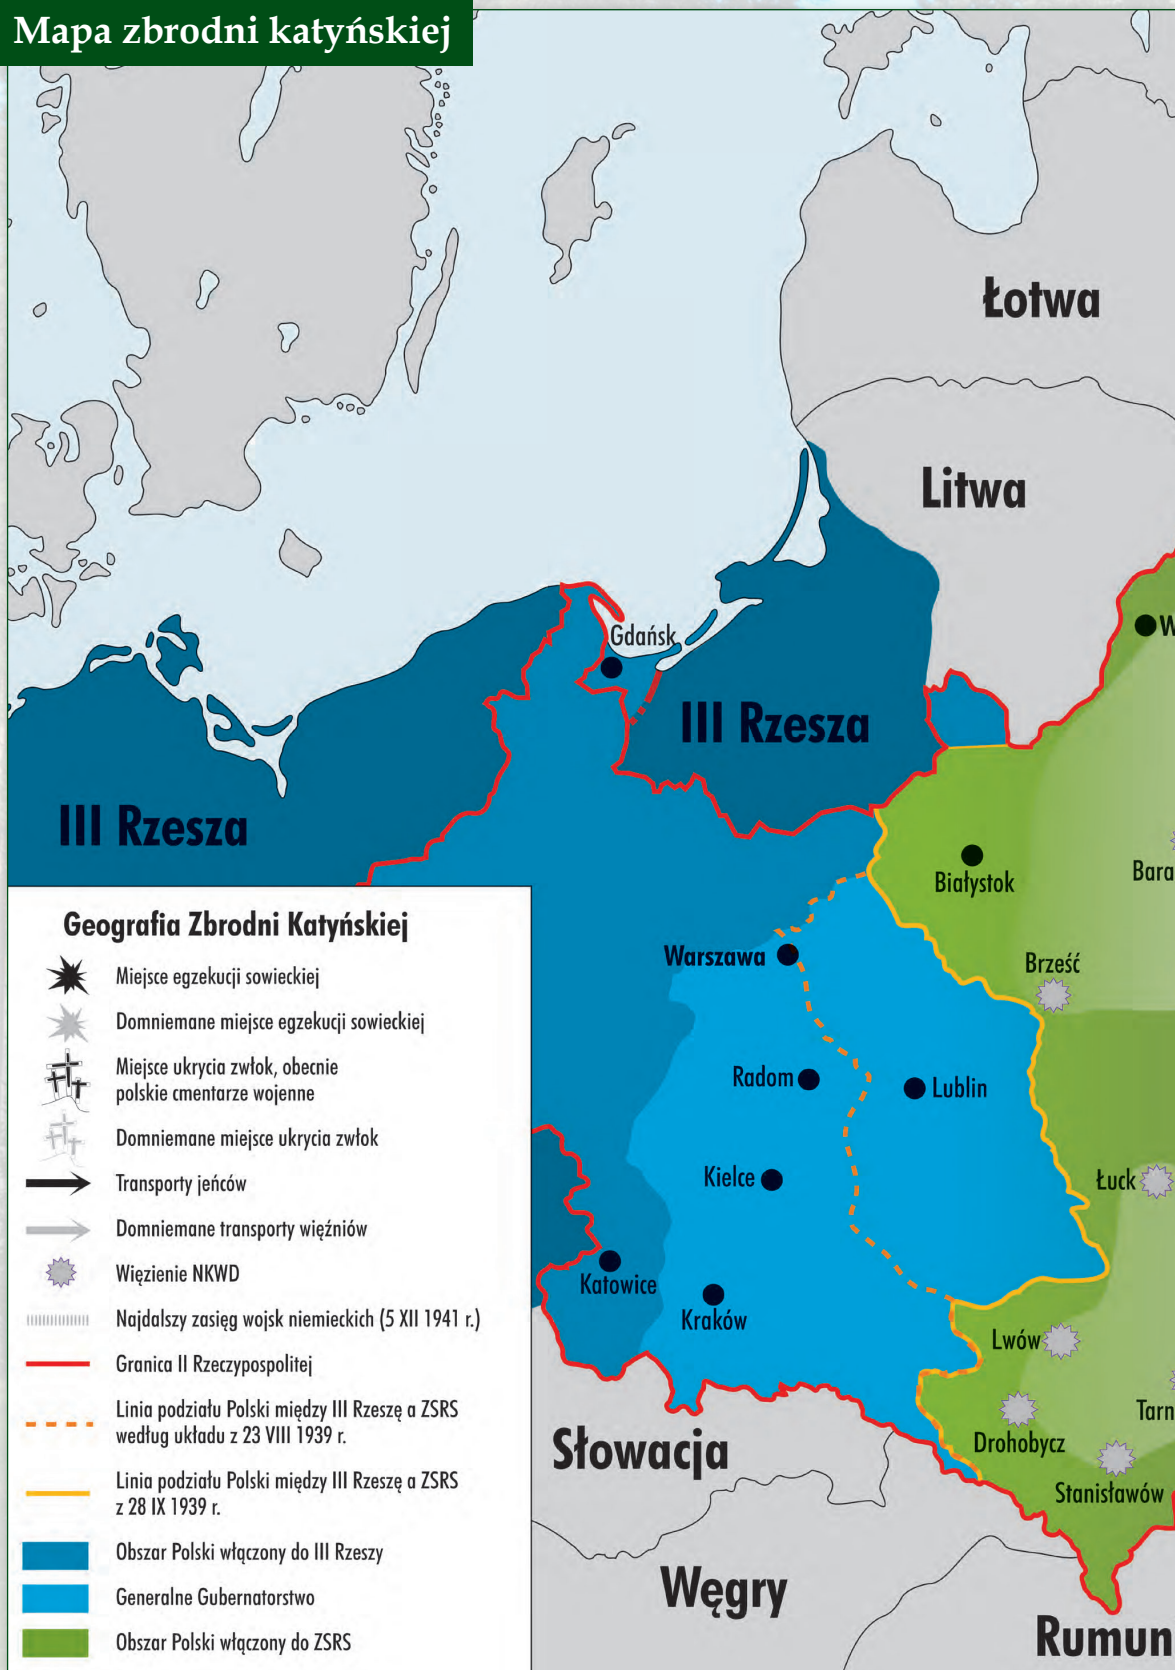 Mapa zbrodni katyńskiej
Łotwa
Litwa
W
Gdańsk
III Rzesza
III Rzesza
Białystok
Bara
Warszawa
Brześć
Radom
Lublin
Kielce
Łuck
Katowice
Kraków
Lwów
Tarn
Drohobycz
Stanisławów
Słowacja
Węgry
Rumun
Geografia Zbrodni Katyńskiej
Miejsce egzekucji sowieckiej
Domniemane miejsce egzekucji sowieckiej
Miejsce ukrycia zwłok, obecnie
polskie cmentarze wojenne
Domniemane miejsce ukrycia zwłok
Transporty jeńców
Domniemane transporty więźniów
Więzienie NKWD
Najdalszy zasięg wojsk niemieckich (5 XII 1941 r.)
Granica II Rzeczypospolitej
Linia podziału Polski między III Rzeszę a ZSRS
według układu z 23 VIII 1939 r.
Linia podziału Polski między III Rzeszę a ZSRS
z 28 IX 1939 r.
Obszar Polski włączony do III Rzeszy
Generalne Gubernatorstwo
Obszar Polski włączony do ZSRS